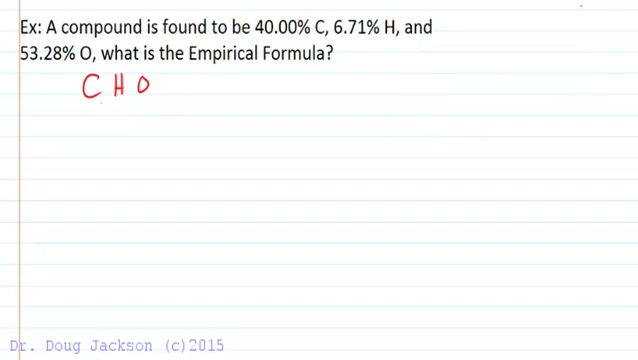 Ex: A compound is found to be 40.00% C, 6.71% H, and
53.28% O, what is the Empirical Formula?
C H O
Dr. Doug Jackson (c)2015